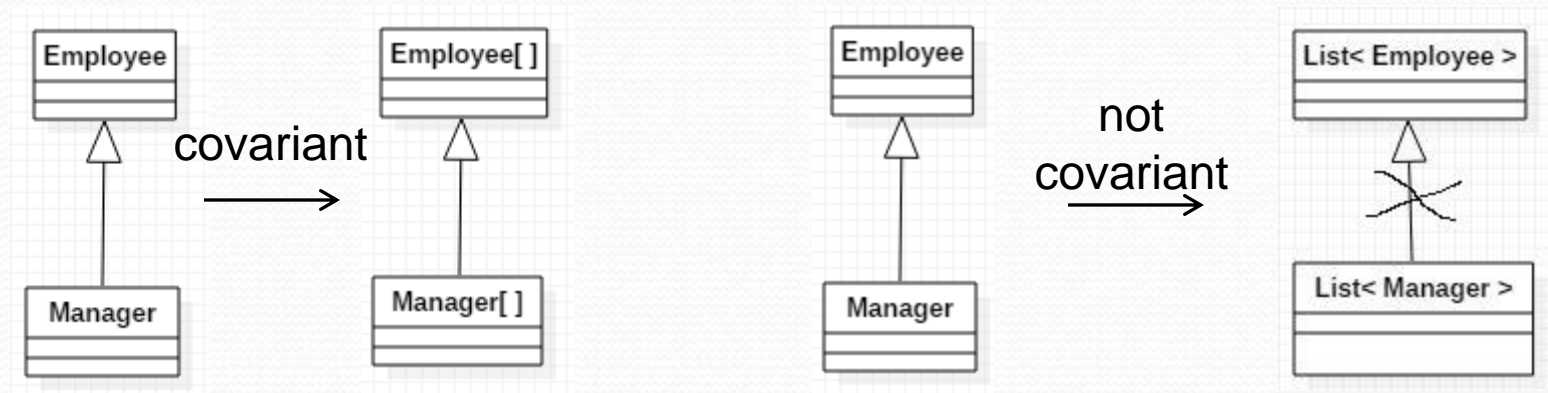 Employee
covariant
Manager
Employee[ ]
Manager[ ]
Employee
not
covariant
Manager
List< Employee >
List< Manager >